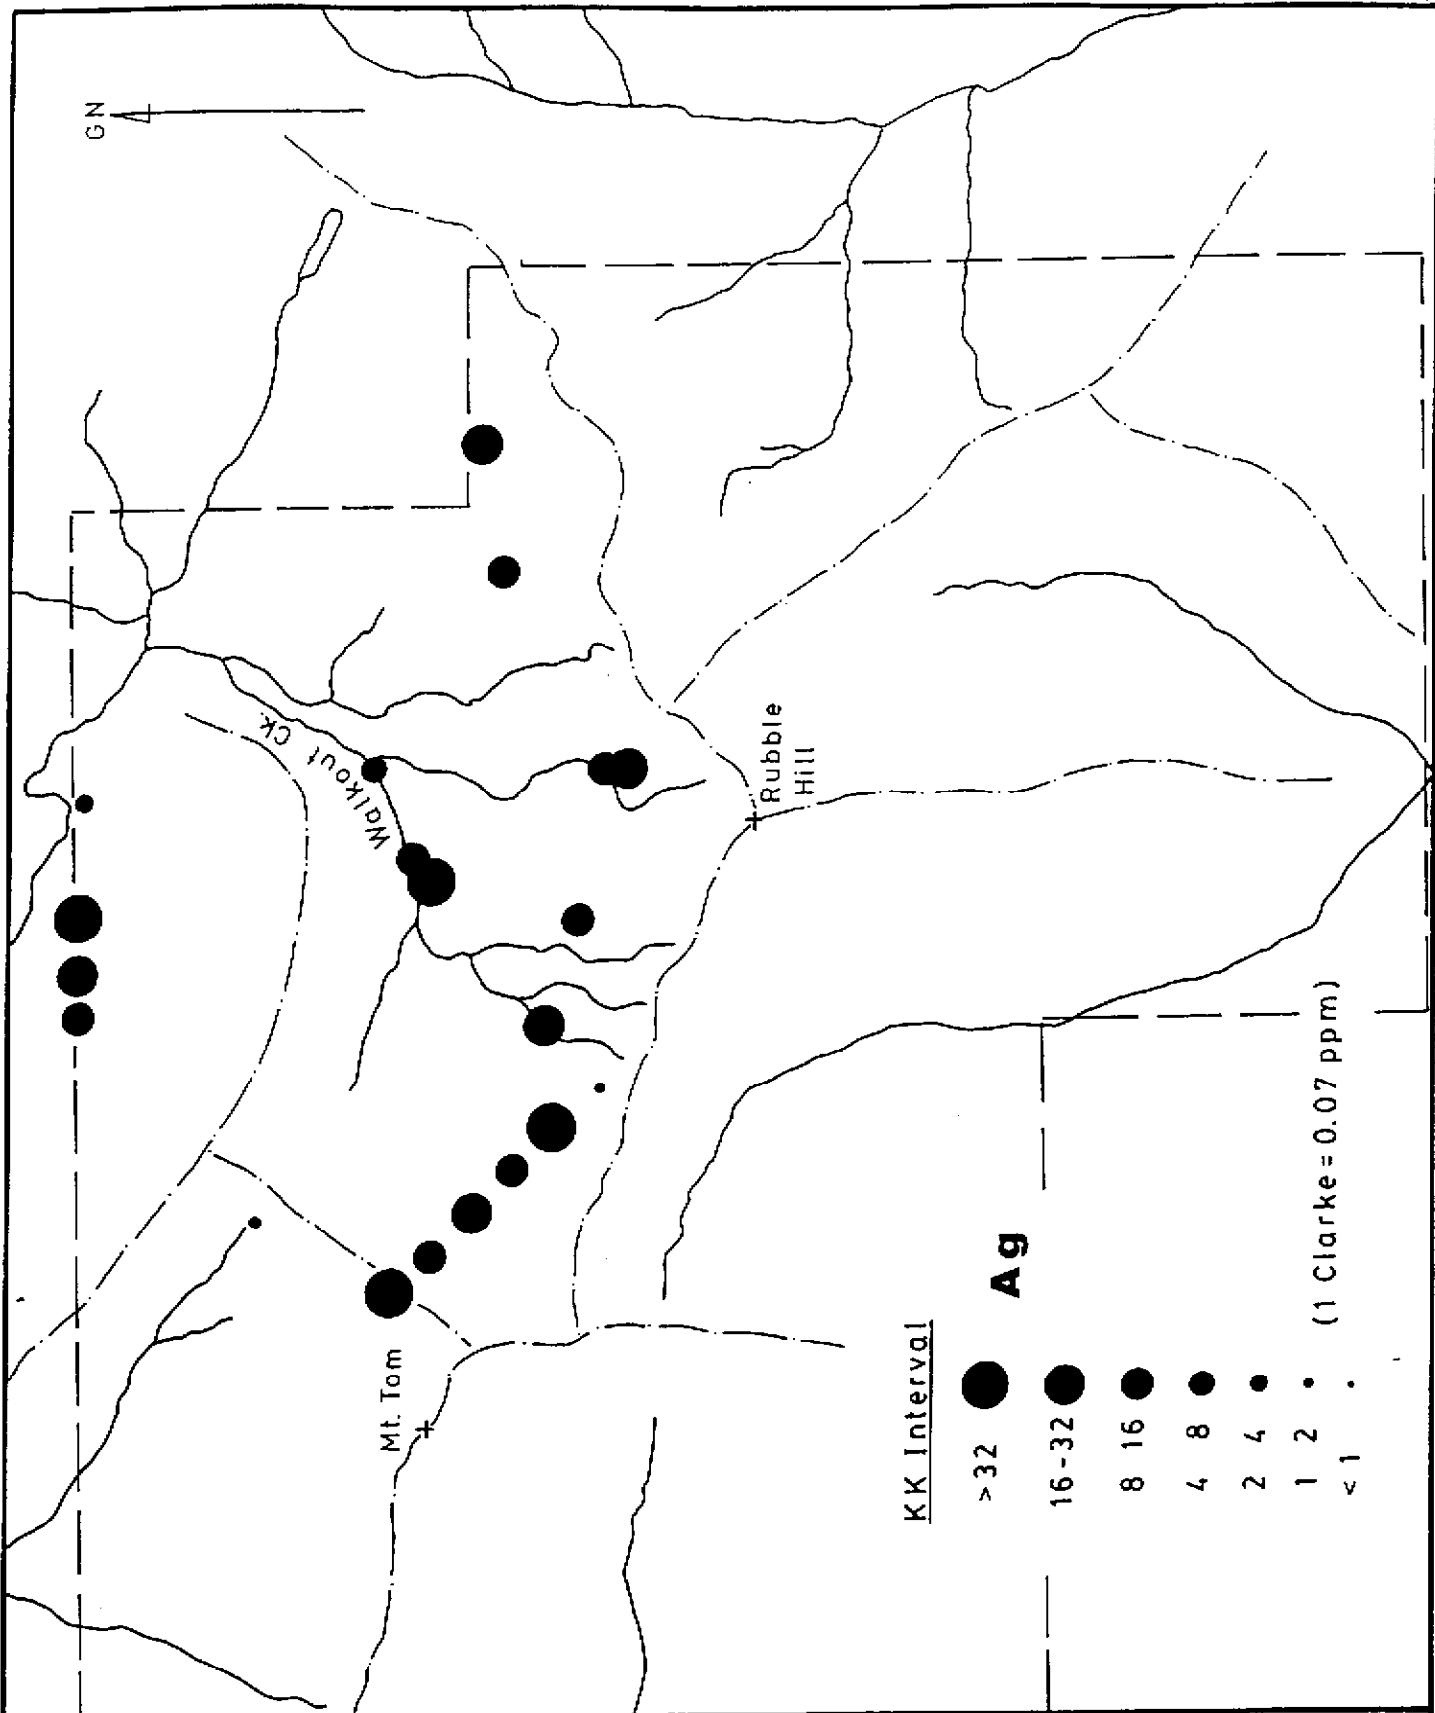 GN
Walkout Ck.
Mt. Tom
Rubble
Hill
KK Interval
Ag
>32
16-32
8 16
4 8
2 4
1 2
<1
(1 Clarke = 0.07 ppm)